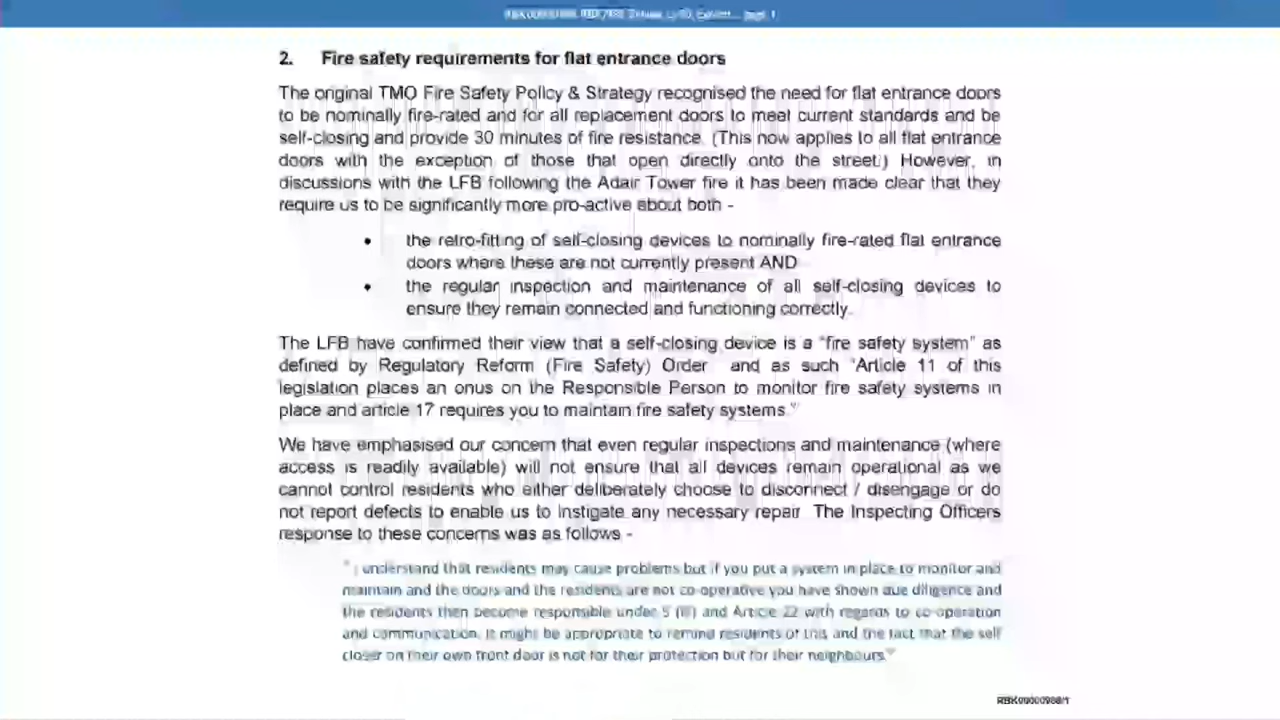 2. Fire safety requirements for flat entrance doors
The original TMO Fire Safety Policy & Strategy recognised the need for flat entrance doors
to be nominally fire-rated and for all replacement doors to meet current standards and be
self-closing and provide 30 minutes of fire resistance. (This now applies to all flat entrance
doors with the exception of those that open directly onto the street.) However, in
discussions with the LFB following the Adair Tower fire it has been made clear that they
require us to be significantly more pro-active about both -
• the retro-fitting of self-closing devices to nominally fire-rated flat entrance
doors where these are not currently present AND
• the regular inspection and maintenance of all self-closing devices to
ensure they remain connected and functioning correctly.
The LFB have confirmed their view that a self-closing device is a "fire safety system" as
defined by Regulatory Reform (Fire Safety) Order and as such "Article 11 of this
legislation places an onus on the Responsible Person to monitor fire safety systems in
place and article 17 requires you to maintain fire safety systems."
We have emphasised our concern that even regular inspections and maintenance (where
access is readily available) will not ensure that all devices remain operational as we
cannot control residents who either deliberately choose to disconnect / disengage or do
not report defects to enable us to instigate any necessary repair. The Inspecting Officers
response to these concerns was as follows -
" I understand that residents may cause problems but if you put a system in place to monitor and
maintain and the doors and the residents are not co-operative you have shown due diligence and
the residents then become responsible under 5 and Article 22 with regards to co-operation
and communication. It might be appropriate to remind residents of this and the fact that the self
closer on their own front door is not for their protection but for their neighbours."